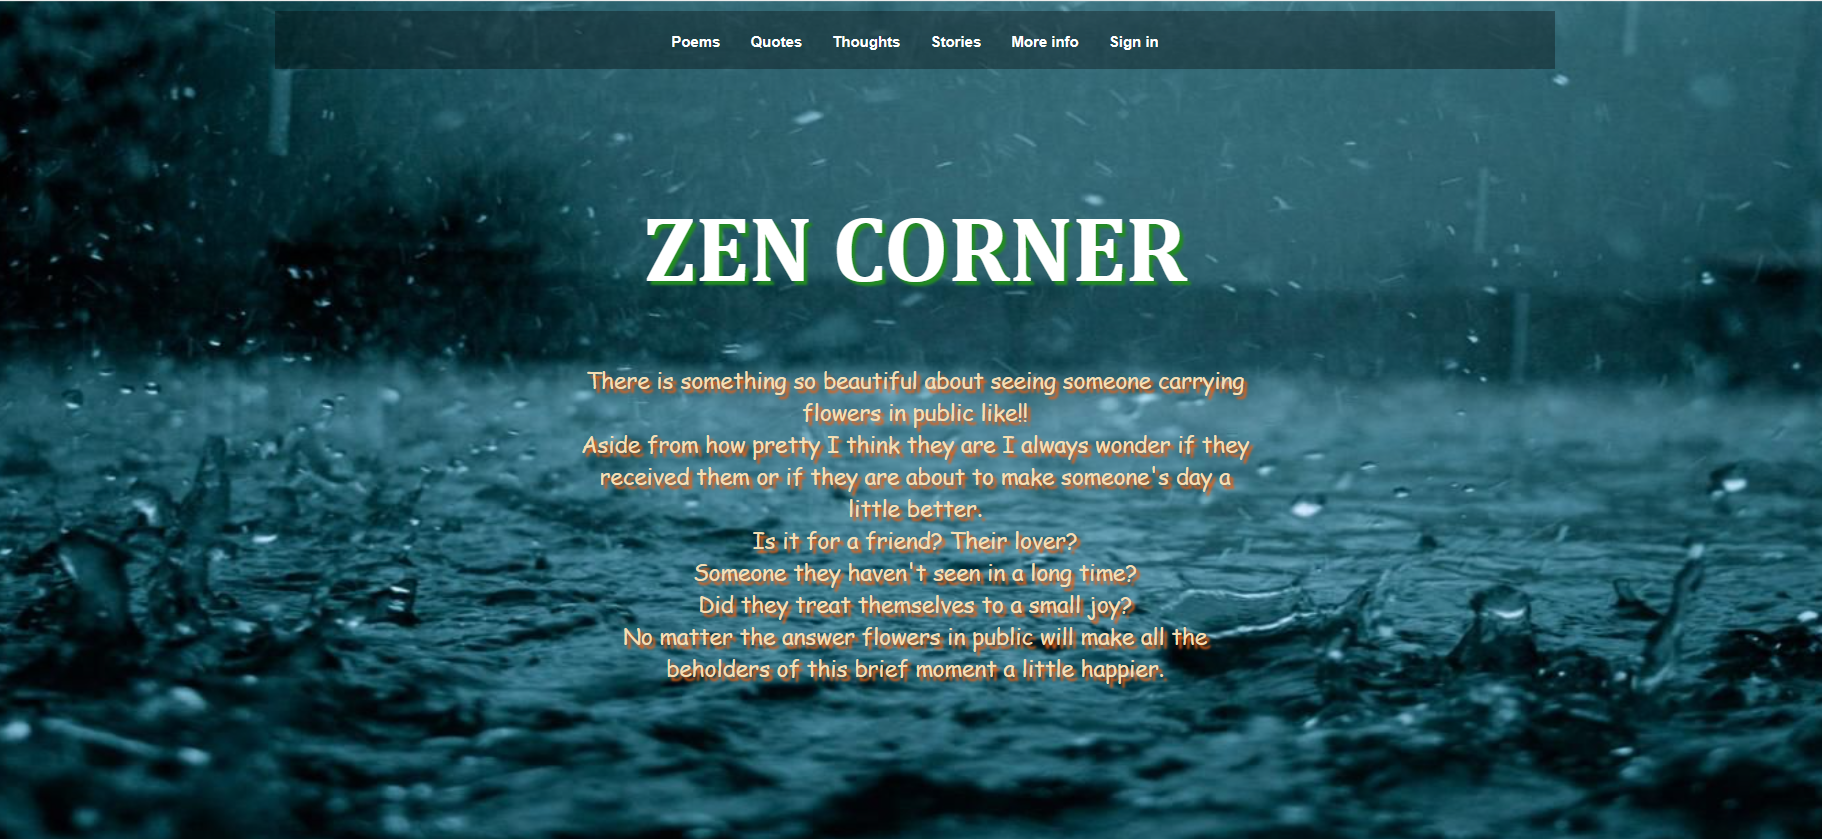 Poems Quotes Thoughts Stories More info Sign in
ZEN CORNER
There is something so beautiful about seeing someone carrying
flowers in public like!!
Aside from how pretty I think they are I always wonder if they
received them or if they are about to make someone's day a
little better.
Is it for a friend? Their lover?
Someone they haven't seen in a long time?
Did they treat themselves to a small joy?
No matter the answer flowers in public will make all the
beholders of this brief moment a little happier.